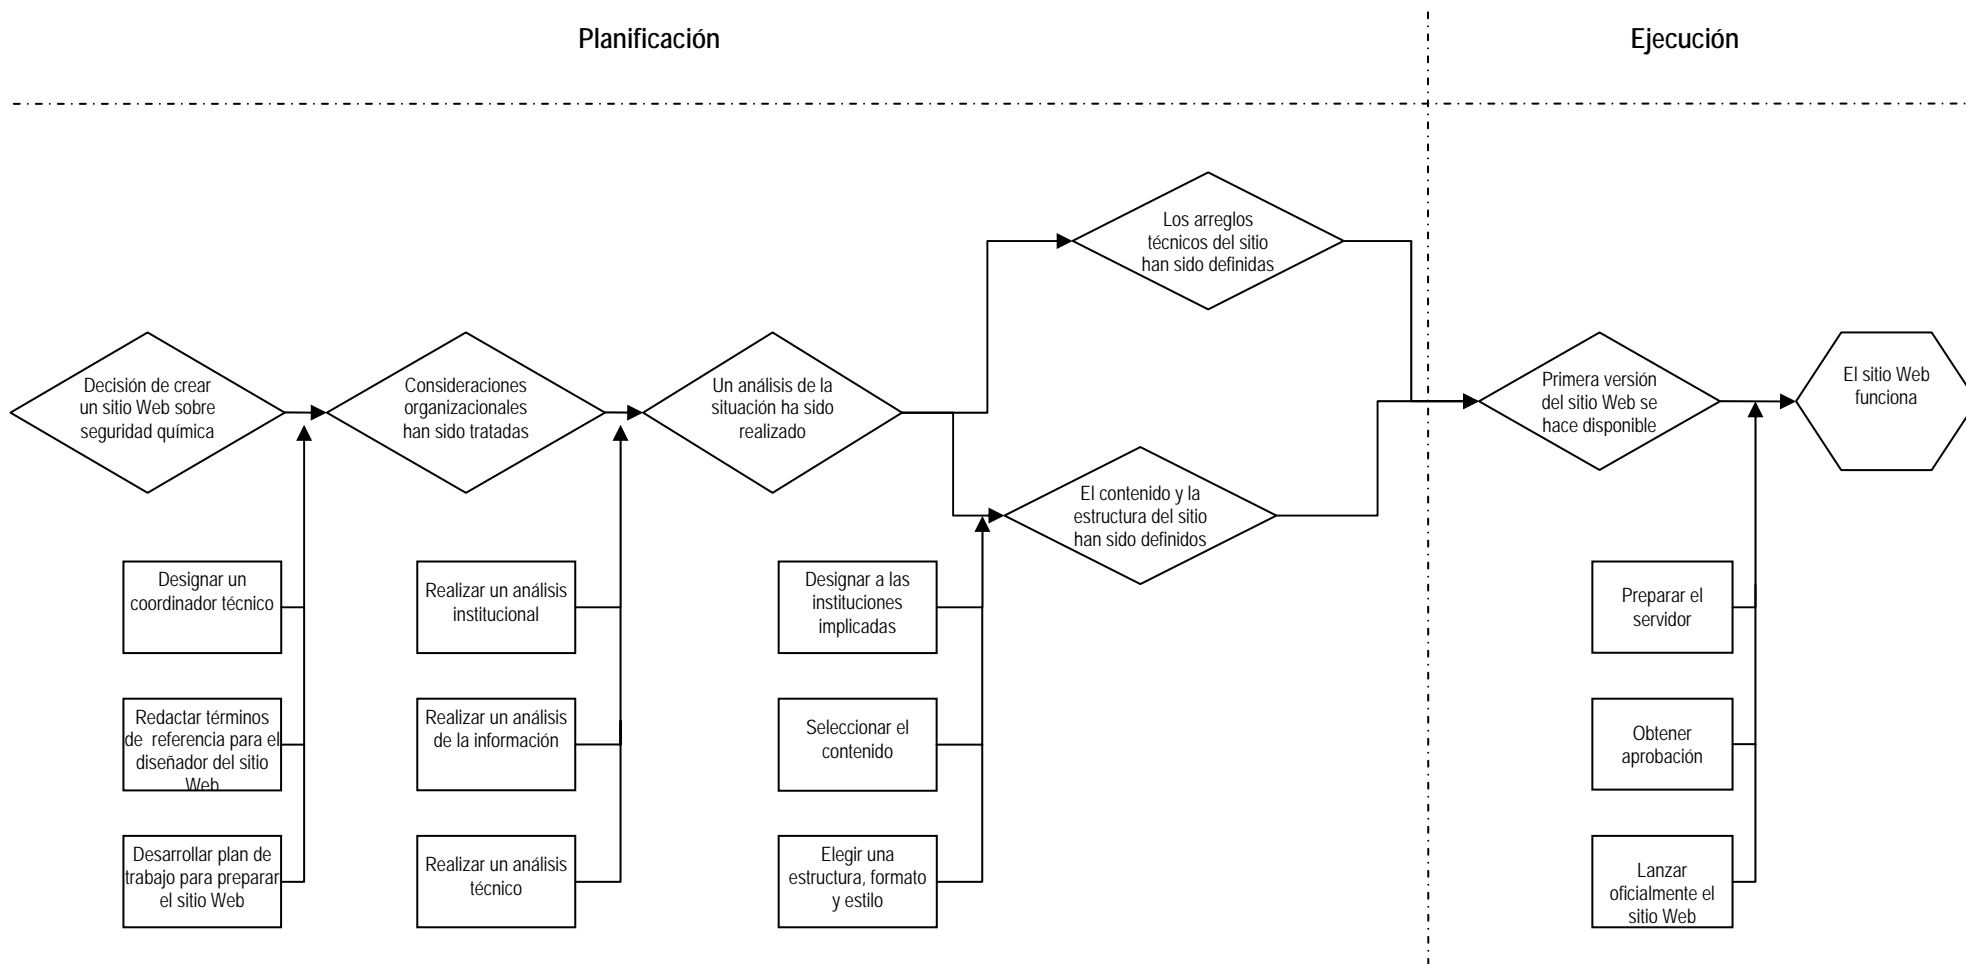 Planificación
Ejecución
Los arreglos
técnicos del sitio
han sido definidas
Decisión de crear
un sitio Web sobre
seguridad química
Consideraciones
organizacionales
han sido tratadas
Un análisis de la
situación ha sido
realizado
Primera versión
del sitio Web se
hace disponible
El sitio Web
funciona
El contenido y la
estructura del sitio
han sido definidos
Designar un
coordinador técnico
Realizar un análisis
institucional
Designar a las
instituciones
implicadas
Preparar el
servidor
Redactar términos
de referencia para el
diseñador del sitio
Web
Realizar un análisis
de la información
Seleccionar el
contenido
Obtener
aprobación
Desarrollar plan de
trabajo para preparar
el sitio Web
Realizar un análisis
técnico
Elegir una
estructura, formato
y estilo
Lanzar
oficialmente el
sitio Web